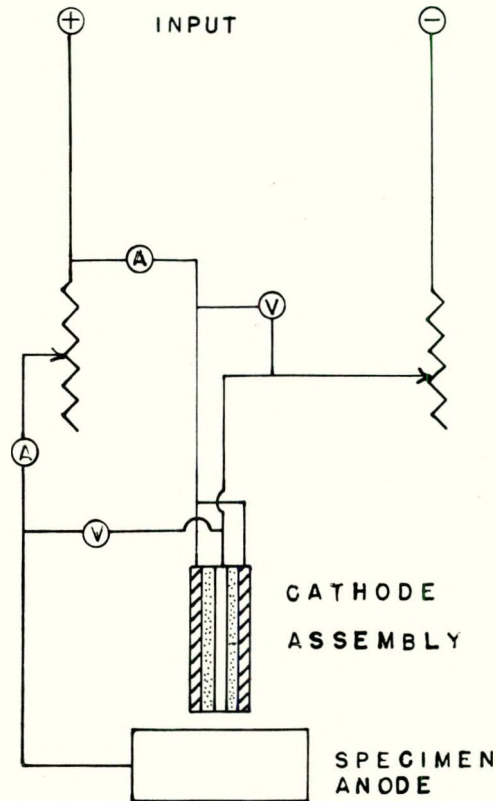 + INPUT −
A
V
A
V
CATHODE
ASSEMBLY
SPECIMEN
ANODE